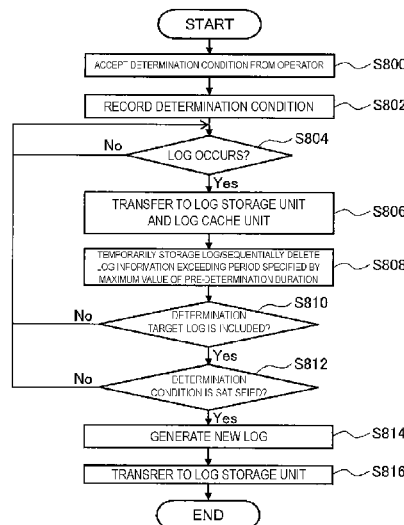 START
ACCEPT DETERMINATION CONDITION FROM OPERATOR
S800
RECORD DETERMINATION CONDITION
S802
S804
No
LOG OCCURS?
Yes
TRANSFER TO LOG STORAGE UNIT
AND LOG CACHE UNIT
S806
TEMPORARILY STORAGE LOG/SEQUENTIALLY DELETE
LOG INFORMATION EXCEEDING PERIOD SPECIFIED BY
MAXIMUM VALUE OF PRE-DETERMINATION DURATION
S808
S810
No
DETERMINATION
TARGET LOG IS INCLUDED?
Yes
S812
No
DETERMINATION
CONDITION IS SAT SFIED?
Yes
GENERATE NEW LOG
S814
TRANSRER TO LOG STORAGE UNIT
S816
END